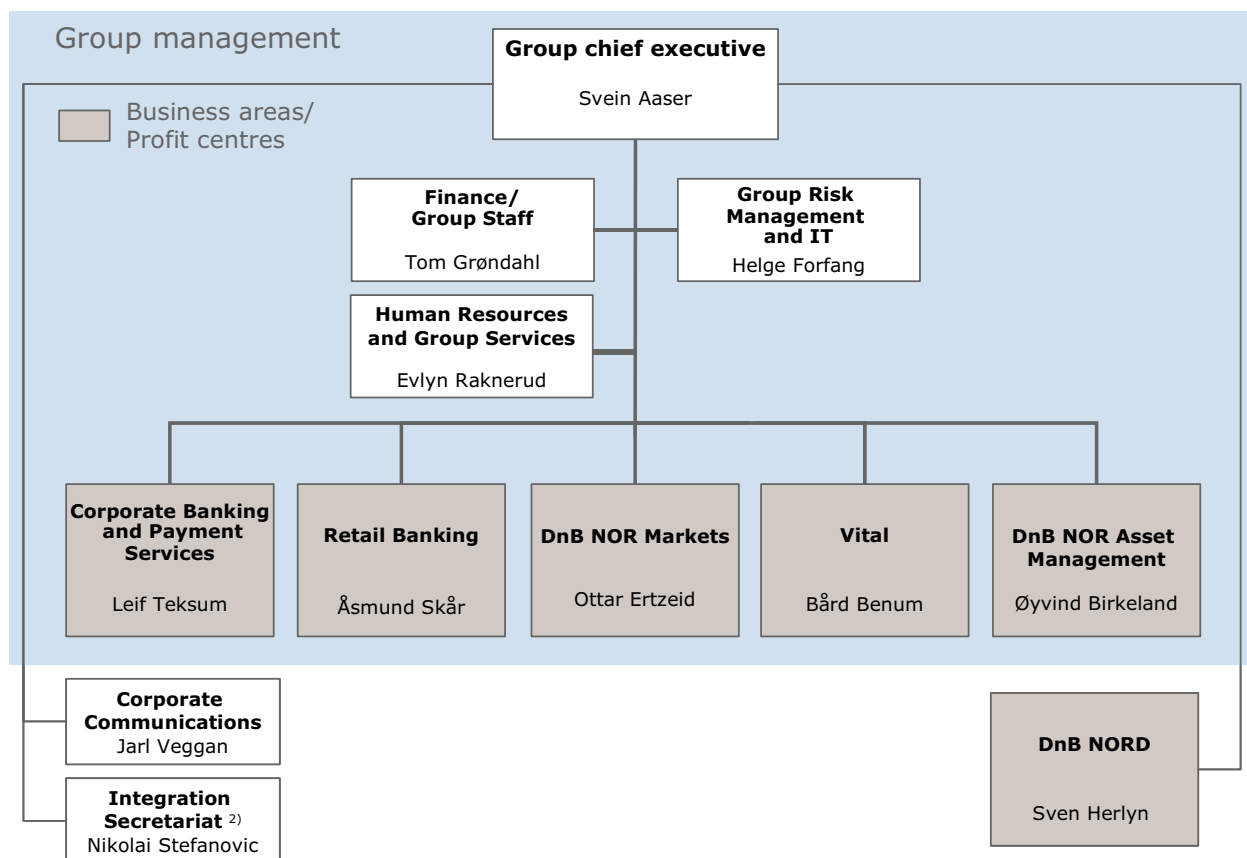 Group management
Group chief executive
Svein Aaser
Business areas/
Profit centres
Finance/
Group Staff
Tom Grøndahl
Group Risk
Management
and IT
Helge Forfang
Human Resources
and Group Services
Evlyn Raknerud
Corporate Banking
and Payment
Services
Leif Teksum
Retail Banking
Åsmund Skår
DnB NOR Markets
Ottar Ertzeid
Vital
Bård Benum
DnB NOR Asset
Management
Øyvind Birkeland
Corporate
Communications
Jarl Veggan
Integration
Secretariat 2)
Nikolai Stefanovic
DnB NORD
Sven Herlyn